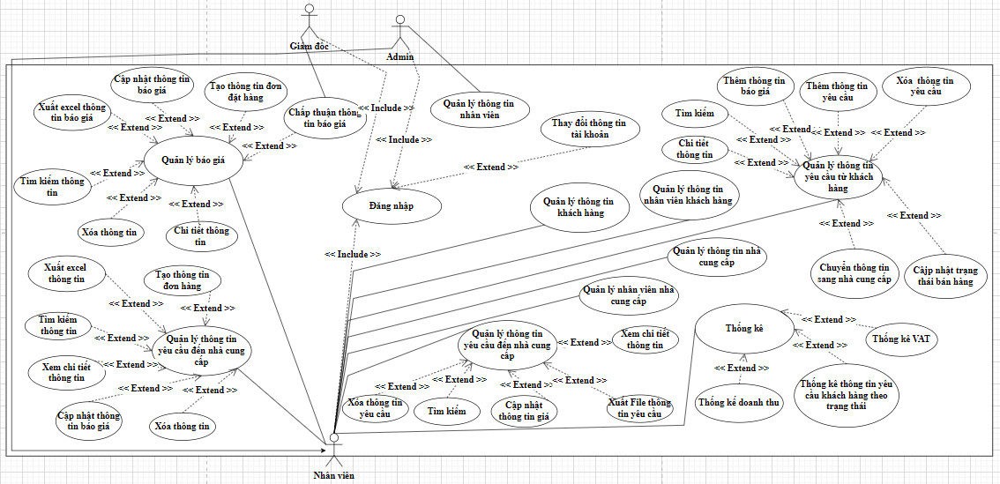 Giám đốc
Admin
Nhân viên
Cập nhật thông tin
báo giá
Xuất excel thông
tin báo giá
Tạo thông tin đơn
đặt hàng
Chấp thuận thông
tin báo giá
<< Extend >>
<< Extend >>
<< Extend >>
<< Extend >>
Quản lý báo giá
<< Extend >>
Tìm kiếm thông
tin
<< Extend >>
<< Extend >>
Xóa thông tin
Chi tiết thông
tin
<< Include >>
<< Include >>
Quản lý thông tin
nhân viên
Thay đổi thông tin
tài khoản
<< Extend >>
Đăng nhập
<< Include >>
Quản lý thông tin
khách hàng
Quản lý thông tin
nhân viên khách hàng
Quản lý thông tin nhà
cung cấp
Quản lý nhân viên nhà
cung cấp
Thêm thông tin
báo giá
Thêm thông tin
yêu cầu
Xóa thông tin
yêu cầu
Tìm kiếm
Chi tiết
thông tin
<< Extend >>
<< Extend
<< Extend >>
<< Extend >>
<< Extend >>
Quản lý thông tin
yêu cầu từ khách
hàng
<< Extend >>
<< Extend >>
Chuyển thông tin
sang nhà cung cấp
Câjp nhật trạng
thái bán hàng
Xuất excel
thông tin
Tạo thông tin
đơn hàng
<< Extend >>
<< Extend >>
Tìm kiếm
thông tin
<< Extend >>
Quản lý thông tin
yêu cầu đến nhà cung
cấp
Xem chi tiết
thông tin
<< Extend >>
<< Extend >>
<< Extend >>
Cập nhật thông
tin báo giá
Xóa thông tin
Quản lý thông tin
yêu cầu đến nhà cung
cấp
<< Extend >>
Xem chi tiết
thông tin
<< Extend >>
<< Extend >>
<< Extend >>
<< Extend >>
Xóa thông tin
yêu cầu
Tìm kiếm
Cập nhật
thông tin giá
Xuất File thông
tin yêu cầu
Thống kê
<< Extend >>
Thống kê VAT
<< Extend >>
<< Extend >>
Thống kế doanh thu
Thống kê thông tin yêu
cầu khách hàng theo
trạng thái